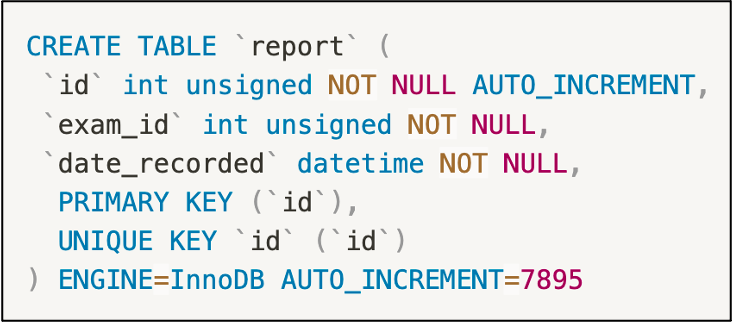 CREATE TABLE `report` (
`id` int unsigned NOT NULL AUTO_INCREMENT,
`exam_id` int unsigned NOT NULL,
`date_recorded` datetime NOT NULL,
PRIMARY KEY (`id`),
UNIQUE KEY `id` (`id`)
) ENGINE=InnoDB AUTO_INCREMENT=7895